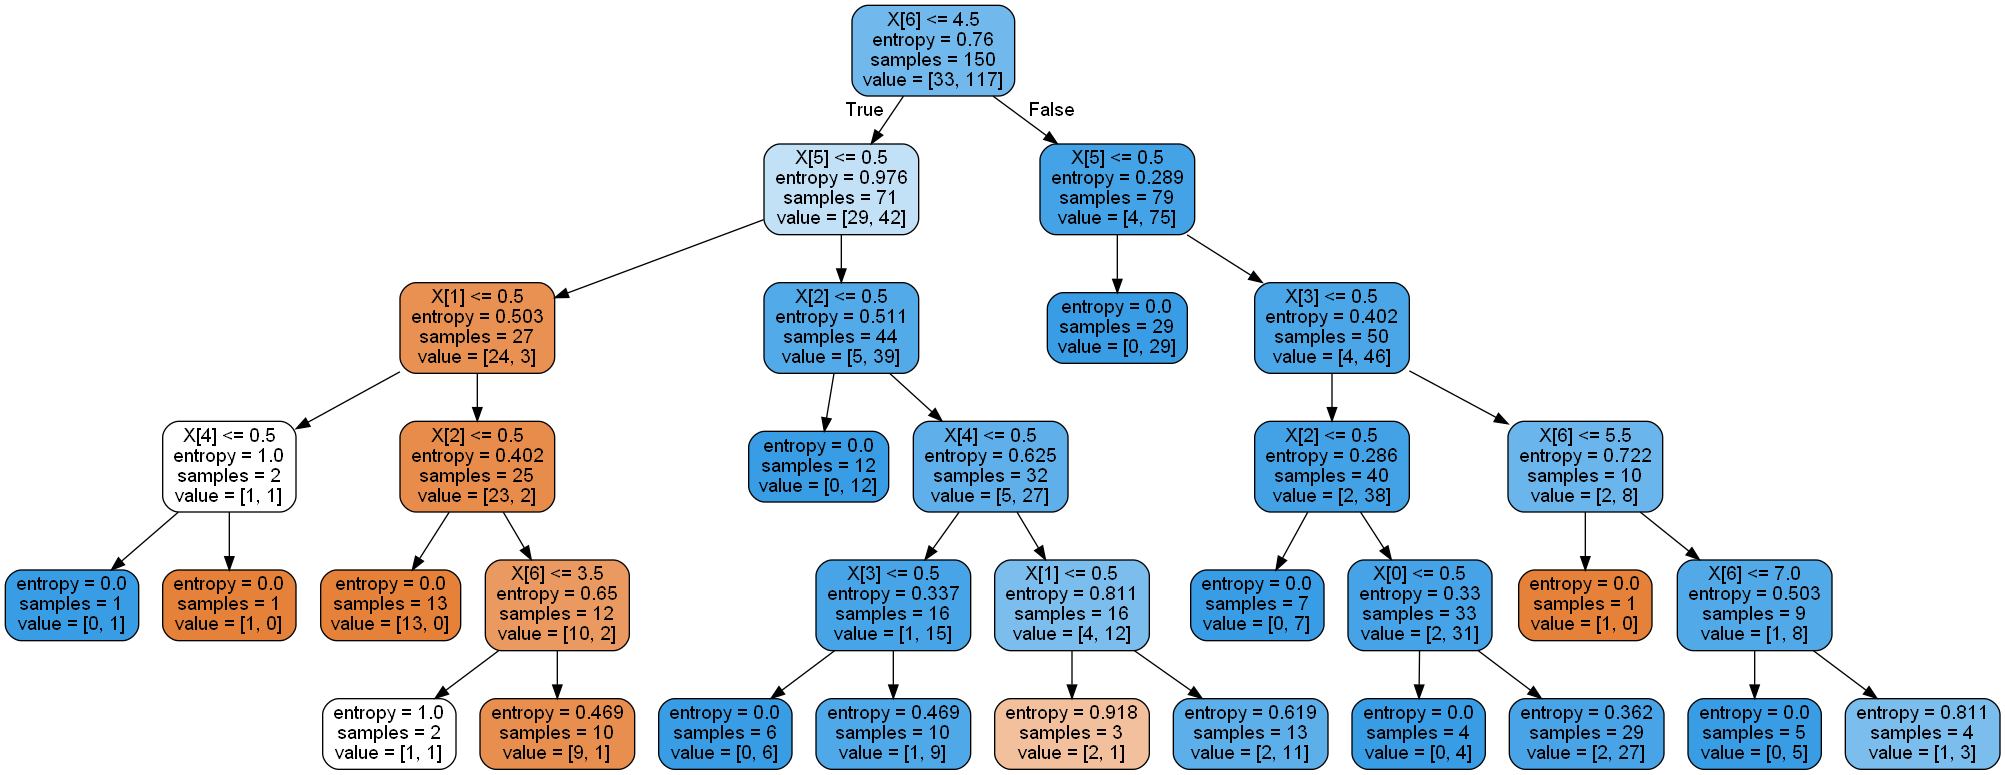 X[6] <= 4.5
entropy = 0.76
samples = 150
value = [33, 117]
True
False
X[5] <= 0.5
entropy = 0.976
samples = 71
value = [29, 42]
X[5] <= 0.5
entropy = 0.289
samples = 79
value = [4, 75]
X[1] <= 0.5
entropy = 0.503
samples = 27
value = [24, 3]
X[2] <= 0.5
entropy = 0.511
samples = 44
value = [5, 39]
entropy = 0.0
samples = 29
value = [0, 29]
X[3] <= 0.5
entropy = 0.402
samples = 50
value = [4, 46]
X[4] <= 0.5
entropy = 1.0
samples = 2
value = [1, 1]
X[2] <= 0.5
entropy = 0.402
samples = 25
value = [23, 2]
entropy = 0.0
samples = 12
value = [0, 12]
X[4] <= 0.5
entropy = 0.625
samples = 32
value = [5, 27]
X[2] <= 0.5
entropy = 0.286
samples = 40
value = [2, 38]
X[6] <= 5.5
entropy = 0.722
samples = 10
value = [2, 8]
entropy = 0.0
samples = 1
value = [0, 1]
entropy = 0.0
samples = 1
value = [1, 0]
entropy = 0.0
samples = 13
value = [13, 0]
X[6] <= 3.5
entropy = 0.65
samples = 12
value = [10, 2]
X[3] <= 0.5
entropy = 0.337
samples = 16
value = [1, 15]
X[1] <= 0.5
entropy = 0.811
samples = 16
value = [4, 12]
entropy = 0.0
samples = 7
value = [0, 7]
X[0] <= 0.5
entropy = 0.33
samples = 33
value = [2, 31]
entropy = 0.0
samples = 1
value = [1, 0]
X[6] <= 7.0
entropy = 0.503
samples = 9
value = [1, 8]
entropy = 1.0
samples = 2
value = [1, 1]
entropy = 0.469
samples = 10
value = [9, 1]
entropy = 0.0
samples = 6
value = [0, 6]
entropy = 0.469
samples = 10
value = [1, 9]
entropy = 0.918
samples = 3
value = [2, 1]
entropy = 0.619
samples = 13
value = [2, 11]
entropy = 0.0
samples = 4
value = [0, 4]
entropy = 0.362
samples = 29
value = [2, 27]
entropy = 0.0
samples = 5
value = [0, 5]
entropy = 0.811
samples = 4
value = [1, 3]